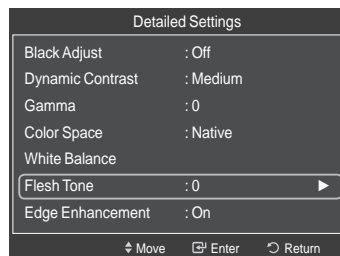 Detailed Settings
Black Adjust : Off
Dynamic Contrast : Medium
Gamma : 0
Color Space : Native
White Balance
Flesh Tone : 0 ►
Edge Enhancement : On
Move Enter Return